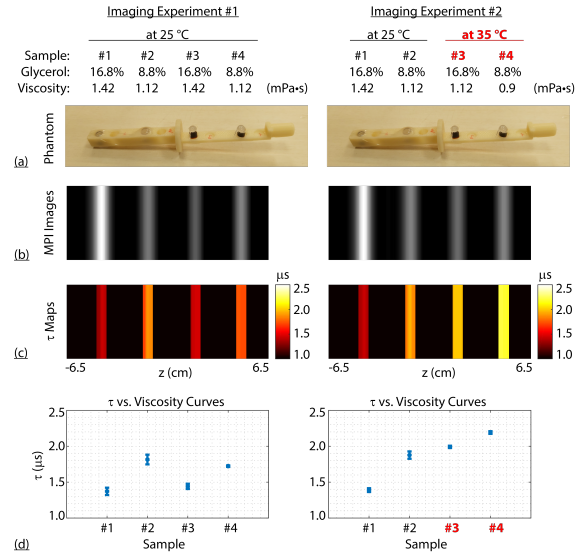 Imaging Experiment #1 Imaging Experiment #2
at 25 °C at 25 °C at 35 °C
Sample: #1 #2 #3 #4 #1 #2 #3 #4
Glycerol: 16.8% 8.8% 16.8% 8.8% 16.8% 8.8% 16.8% 8.8%
Viscosity: 1.42 1.12 1.42 1.12 (mPa•s) 1.42 1.12 1.12 0.9 (mPa•s)
(a) Phantom
(b) MPI Images
μs μs
2.5 2.5
2.0 2.0
1.5 1.5
1.0 1.0
(c) τ Maps
-6.5 z (cm) 6.5 -6.5 z (cm) 6.5
τ vs. Viscosity Curves τ vs. Viscosity Curves
2.5 2.5
2.0 2.0
τ (μs)
1.5 1.5
1.0 1.0
#1 #2 #3 #4 #1 #2 #3 #4
(d) Sample Sample